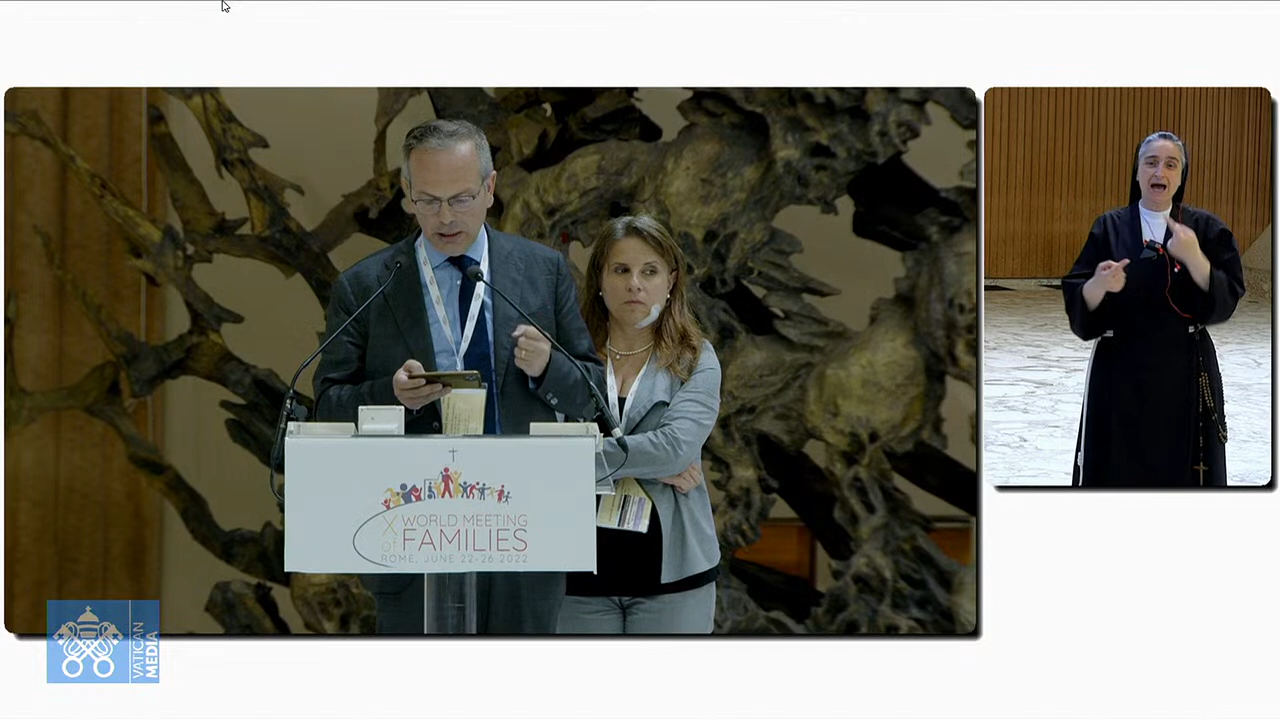 X WORLD MEETING
of FAMILIES
ROME, JUNE 22-26 2022
VATICAN
MEDIA